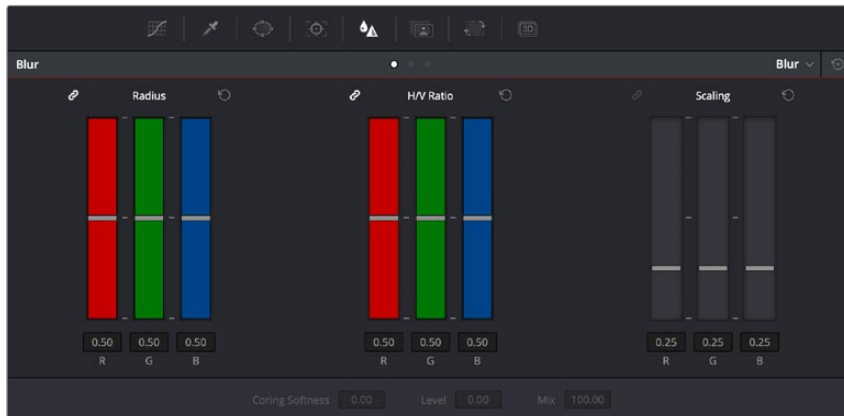 3D
Blur Blur
Radius H/V Ratio Scaling
0.50 0.50 0.50 0.50 0.50 0.50 0.25 0.25 0.25
R G B R G B R G B
Coring Softness 0.00 Level 0.00 Mix 100.00